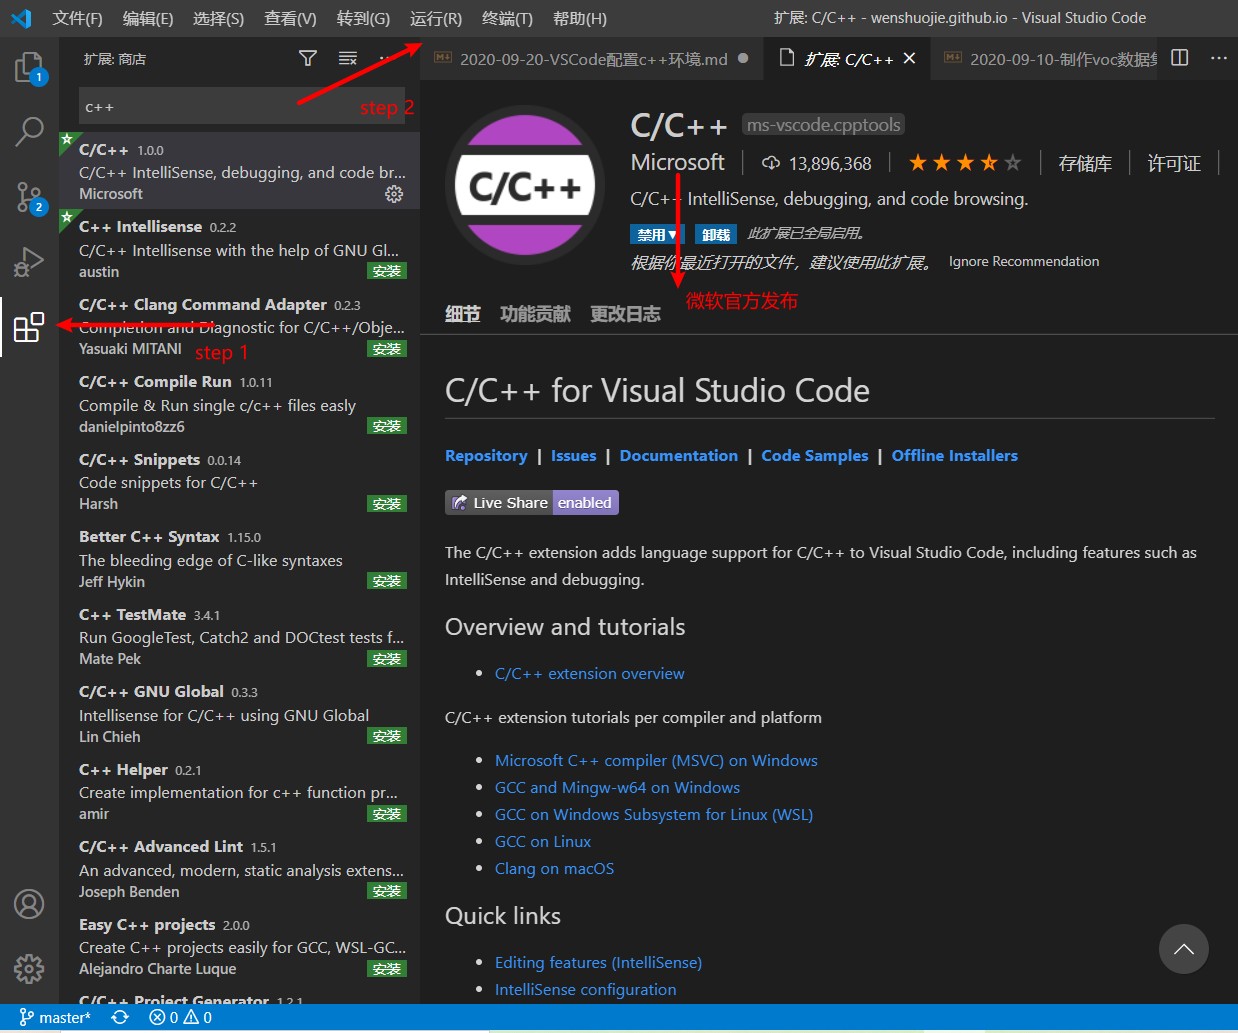 文件(F) 编辑(E) 选择(S) 查看(V) 转到(G) 运行(R) 终端(T) 帮助(H) 扩展: C/C++ - wenshuojie.github.io - Visual Studio Code
扩展: 商店
2020-09-20-VSCode配置c++环境.md
扩展: C/C++
2020-09-10-制作voc数据集
1
c++
step 2
C/C++ 1.0.0
C/C++ IntelliSense, debugging, and code br...
Microsoft
2
C++ Intellisense 0.2.2
C/C++ Intellisense with the help of GNU Gl...
austin
安装
C/C++ Clang Command Adapter 0.2.3
Completion and Diagnostic for C/C++/Obje...
Yasuaki MITANI
安装
step 1
C/C++ Compile Run 1.0.11
Compile & Run single c/c++ files easly
danielpinto8zz6
安装
C/C++ Snippets 0.0.14
Code snippets for C/C++
Harsh
安装
Better C++ Syntax 1.15.0
The bleeding edge of C-like syntaxes
Jeff Hykin
安装
C++ TestMate 3.4.1
Run GoogleTest, Catch2 and DOCtest tests f...
Mate Pek
安装
C/C++ GNU Global 0.3.3
Intellisense for C/C++ using GNU Global
Lin Chieh
安装
C++ Helper 0.2.1
Create implementation for c++ function pr...
amir
安装
C/C++ Advanced Lint 1.5.1
An advanced, modern, static analysis extens...
Joseph Benden
安装
Easy C++ projects 2.0.0
Create C++ projects easily for GCC, WSL-GC...
Alejandro Charte Luque
安装
C/C++ Project Generator 1.2.1
C/C++ ms-vscode.cpptools
Microsoft 13,896,368 存储库 许可证
C/C++ IntelliSense, debugging, and code browsing.
禁用 卸载 此扩展已全局启用。
根据你最近打开的文件，建议使用此扩展。 Ignore Recommendation
微软官方发布
细节 功能贡献 更改日志
C/C++
C/C++ for Visual Studio Code
Repository | Issues | Documentation | Code Samples | Offline Installers
Live Share enabled
The C/C++ extension adds language support for C/C++ to Visual Studio Code, including features such as
IntelliSense and debugging.
Overview and tutorials
C/C++ extension overview
C/C++ extension tutorials per compiler and platform
Microsoft C++ compiler (MSVC) on Windows
GCC and Mingw-w64 on Windows
GCC on Windows Subsystem for Linux (WSL)
GCC on Linux
Clang on macOS
Quick links
Editing features (IntelliSense)
IntelliSense configuration
master* 0 0